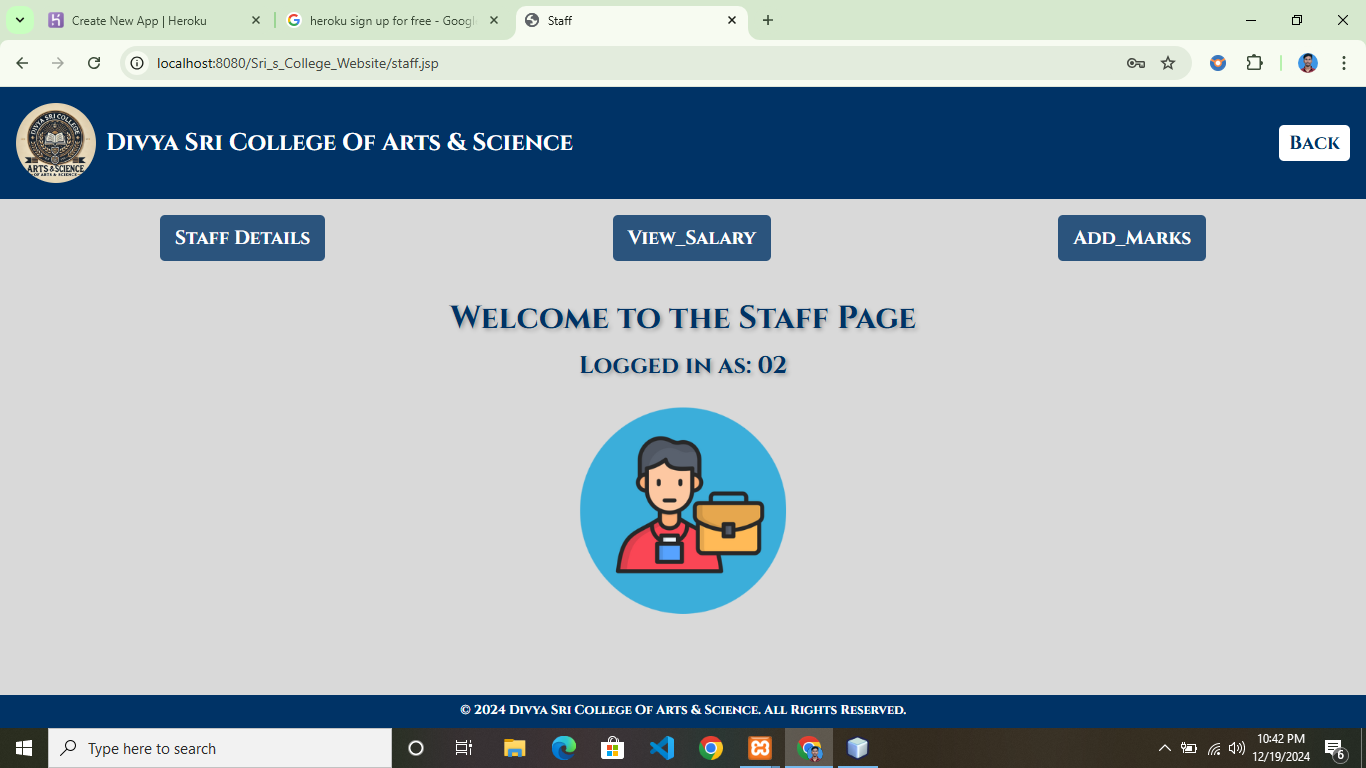 Create New App | Heroku
heroku sign up for free - Googl
Staff
localhost:8080/Sri_s_College_Website/staff.jsp
DIVYA SRI COLLEGE
ARTS & SCIENCE
OF ARTS & SCIENCE
Divya Sri College Of Arts & Science
Back
Staff Details
View_Salary
Add_Marks
Welcome to the Staff Page
Logged in as: 02
© 2024 Divya Sri College Of Arts & Science. All Rights Reserved.
Type here to search
10:42 PM
12/19/2024
6